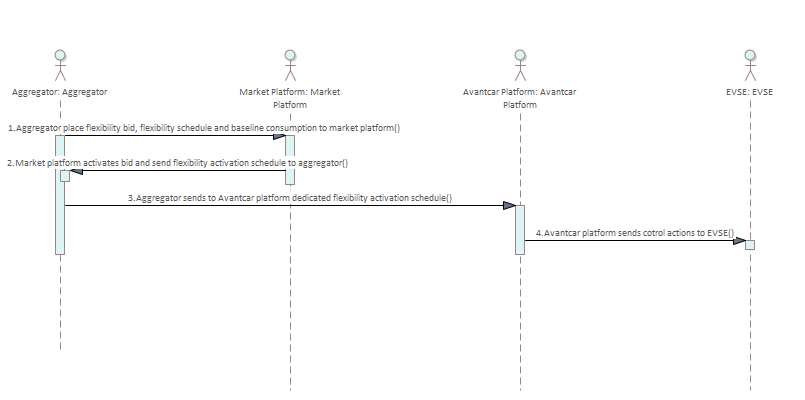 Aggregator: Aggregator
Market Platform: Market
Platform
Avantcar Platform: Avantcar
Platform
EVSE: EVSE
1.Aggregator place flexibility bid, flexibility schedule and baseline consumption to market platform()
2.Market platform activates bid and send flexibility activation schedule to aggregator()
3.Aggregator sends to Avantcar platform dedicated flexibility activation schedule()
4.Avantcar platform sends cotrol actions to EVSE()